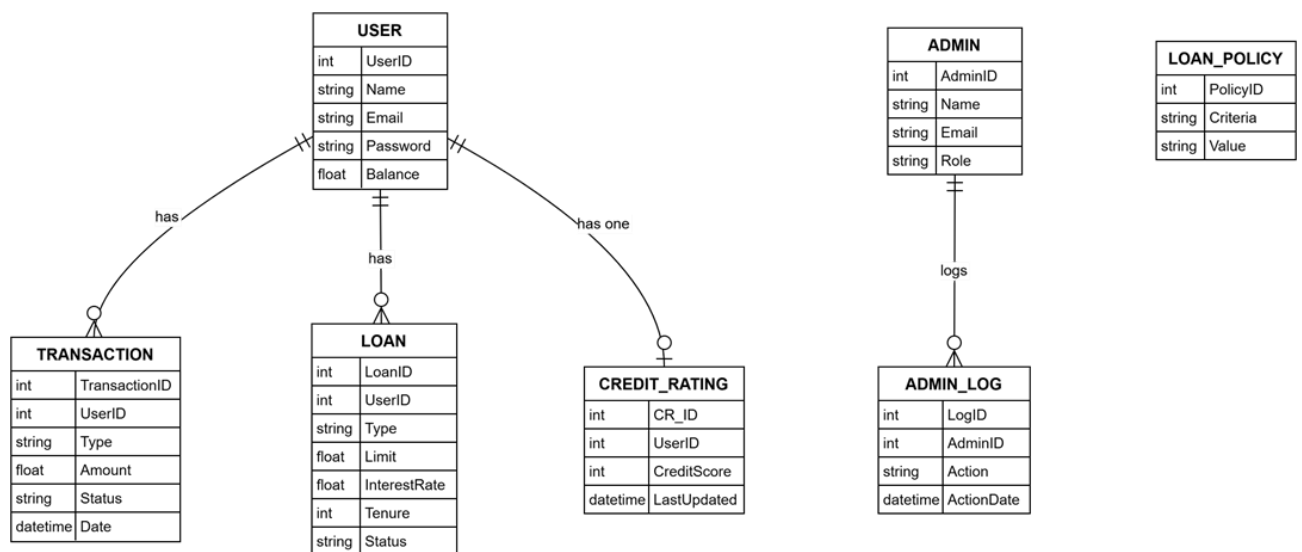 USER
int UserID
string Name
string Email
string Password
float Balance
ADMIN
int AdminID
string Name
string Email
string Role
LOAN_POLICY
int PolicyID
string Criteria
string Value
has
has
has one
logs
TRANSACTION
int TransactionID
int UserID
string Type
float Amount
string Status
datetime Date
LOAN
int LoanID
int UserID
string Type
float Limit
float InterestRate
int Tenure
string Status
CREDIT_RATING
int CR_ID
int UserID
int CreditScore
datetime LastUpdated
ADMIN_LOG
int LogID
int AdminID
string Action
datetime ActionDate